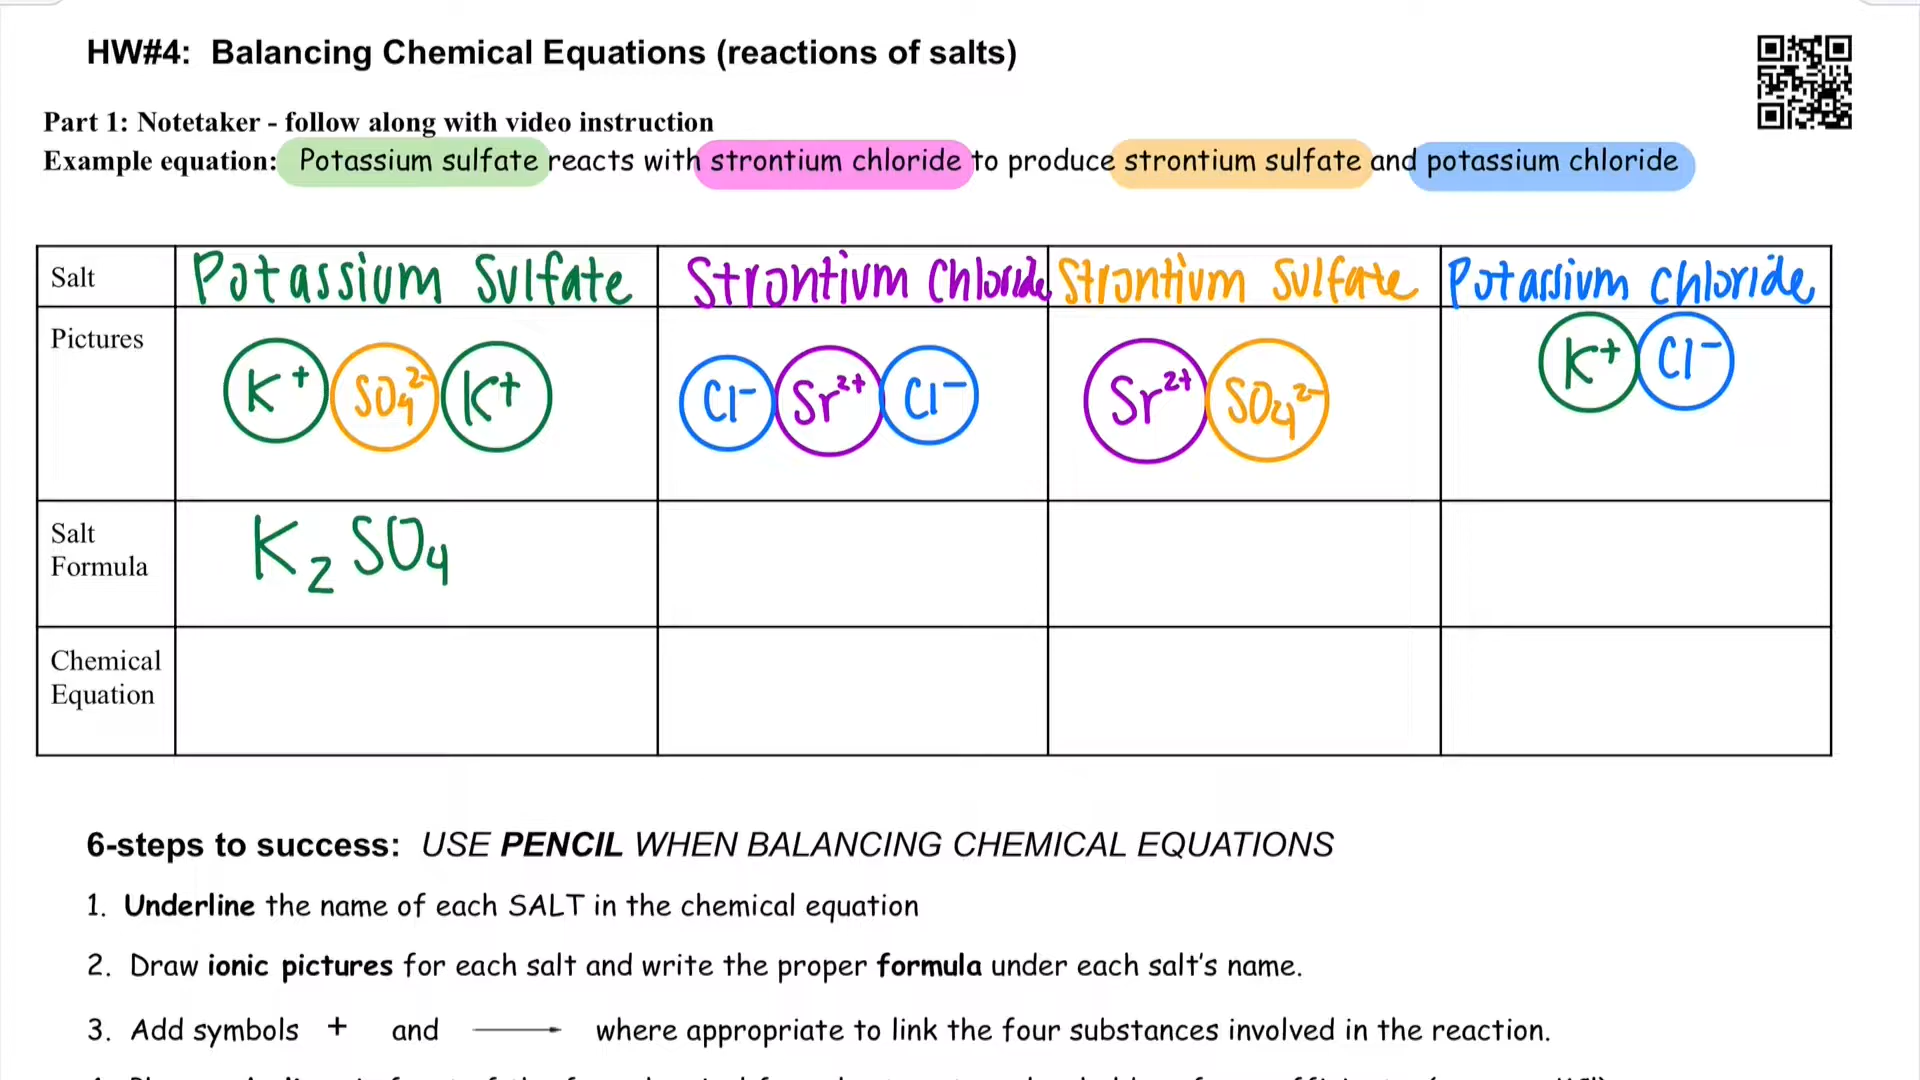 HW#4: Balancing Chemical Equations (reactions of salts)
Part 1: Notetaker - follow along with video instruction
Example equation: Potassium sulfate reacts with strontium chloride to produce strontium sulfate and potassium chloride
Salt Potassium Sulfate Strontium Chloride Strontium Sulfate Potassium Chloride
Pictures K⁺ SO₄²⁻ K⁺ Cl⁻ Sr²⁺ Cl⁻ Sr²⁺ SO₄²⁻ K⁺ Cl⁻
Salt
Formula K₂SO₄
Chemical
Equation
6-steps to success: USE PENCIL WHEN BALANCING CHEMICAL EQUATIONS
1. Underline the name of each SALT in the chemical equation
2. Draw ionic pictures for each salt and write the proper formula under each salt's name.
3. Add symbols + and ⟶ where appropriate to link the four substances involved in the reaction.